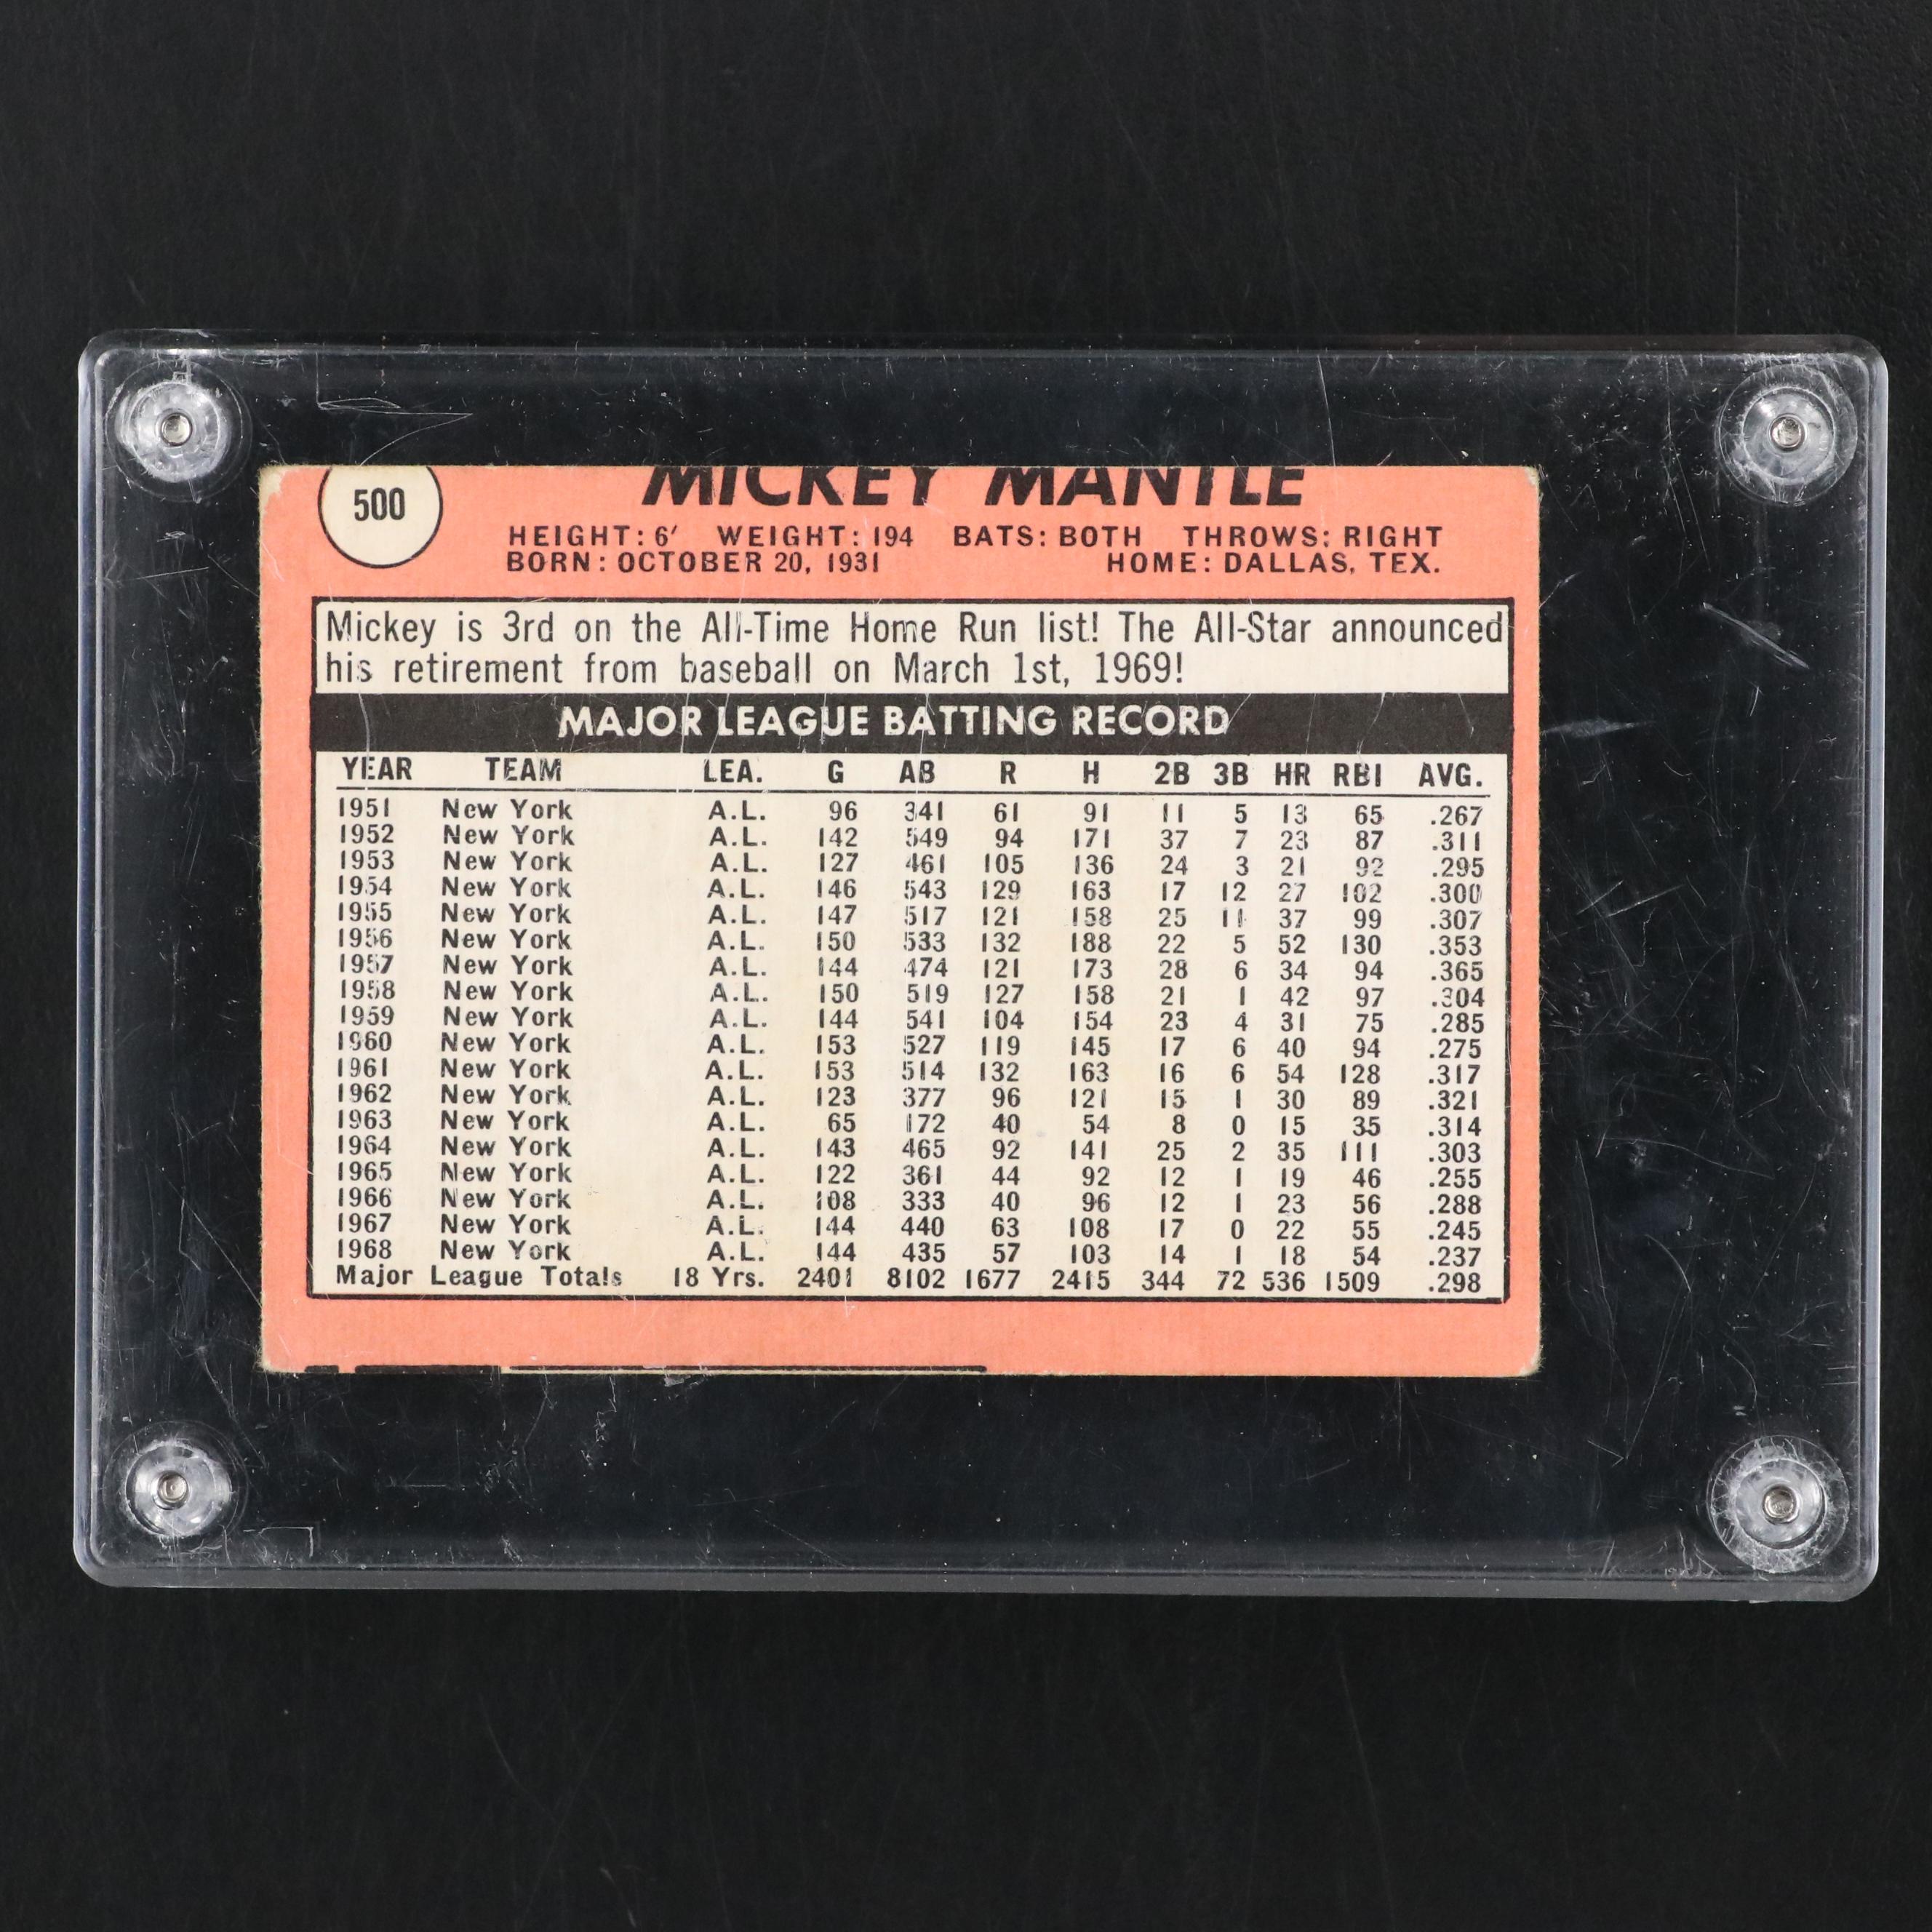 500
MICKEY MANTLE
HEIGHT: 6' WEIGHT: 194 BATS: BOTH THROWS: RIGHT
BORN: OCTOBER 20, 1931 HOME: DALLAS, TEX.
Mickey is 3rd on the All-Time Home Run list! The All-Star announced
his retirement from baseball on March 1st, 1969!
MAJOR LEAGUE BATTING RECORD
YEAR TEAM LEA. G AB R H 2B 3B HR RBI AVG.
1951 New York A.L. 96 341 61 91 11 5 13 65 .267
1952 New York A.L. 142 549 94 171 37 7 23 87 .311
1953 New York A.L. 127 461 105 136 24 3 21 92 .295
1954 New York A.L. 146 543 129 163 17 12 27 102 .300
1955 New York A.L. 147 517 121 158 25 11 37 99 .307
1956 New York A.L. 150 533 132 188 22 5 52 130 .353
1957 New York A.L. 144 474 121 173 28 6 34 94 .365
1958 New York A.L. 150 519 127 158 21 1 42 97 .304
1959 New York A.L. 144 541 104 154 23 4 31 75 .285
1960 New York A.L. 153 527 119 145 17 6 40 94 .275
1961 New York A.L. 153 514 132 163 16 6 54 128 .317
1962 New York A.L. 123 377 96 121 15 1 30 89 .321
1963 New York A.L. 65 172 40 54 8 0 15 35 .314
1964 New York A.L. 143 465 92 141 25 2 35 111 .303
1965 New York A.L. 122 361 44 92 12 1 19 46 .255
1966 New York A.L. 108 333 40 96 12 1 23 56 .288
1967 New York A.L. 144 440 63 108 17 0 22 55 .245
1968 New York A.L. 144 435 57 103 14 1 18 54 .237
Major League Totals 18 Yrs. 2401 8102 1677 2415 344 72 536 1509 .298